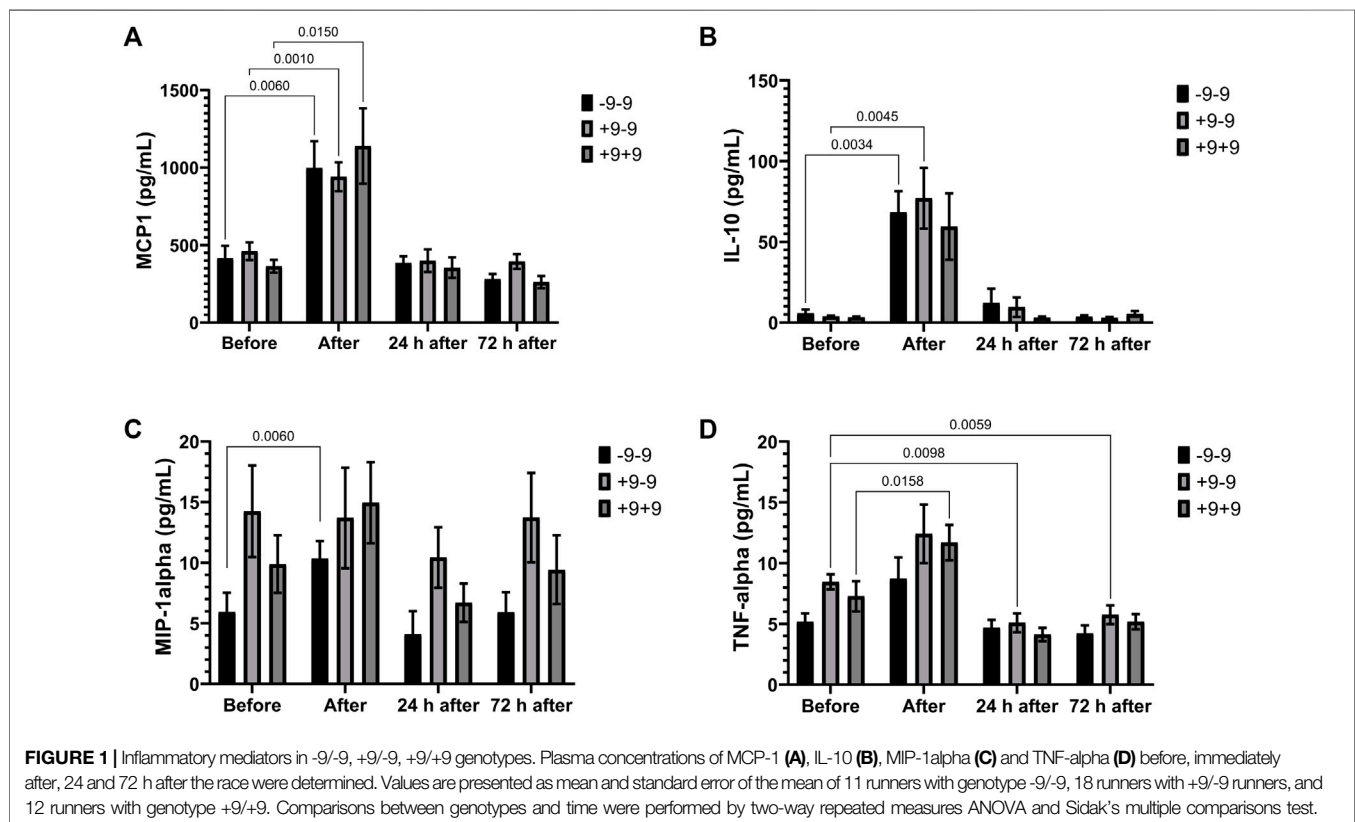 A
0.0150
0.0010
0.0060
MCP1 (pg/mL)
1500
1000
500
0
Before After 24 h after 72 h after
-9-9
+9-9
+9+9
B
0.0045
0.0034
IL-10 (pg/mL)
150
100
50
0
Before After 24 h after 72 h after
-9-9
+9-9
+9+9
C
0.0060
MIP-1alpha (pg/mL)
20
15
10
5
0
Before After 24 h after 72 h after
-9-9
+9-9
+9+9
D
0.0059
0.0098
0.0158
TNF-alpha (pg/mL)
20
15
10
5
0
Before After 24 h after 72 h after
-9-9
+9-9
+9+9
FIGURE 1 | Inflammatory mediators in -9/-9, +9/-9, +9/+9 genotypes. Plasma concentrations of MCP-1 (A), IL-10 (B), MIP-1alpha (C) and TNF-alpha (D) before, immediately
after, 24 and 72 h after the race were determined. Values are presented as mean and standard error of the mean of 11 runners with genotype -9/-9, 18 runners with +9/-9 runners, and
12 runners with genotype +9/+9. Comparisons between genotypes and time were performed by two-way repeated measures ANOVA and Sidak's multiple comparisons test.